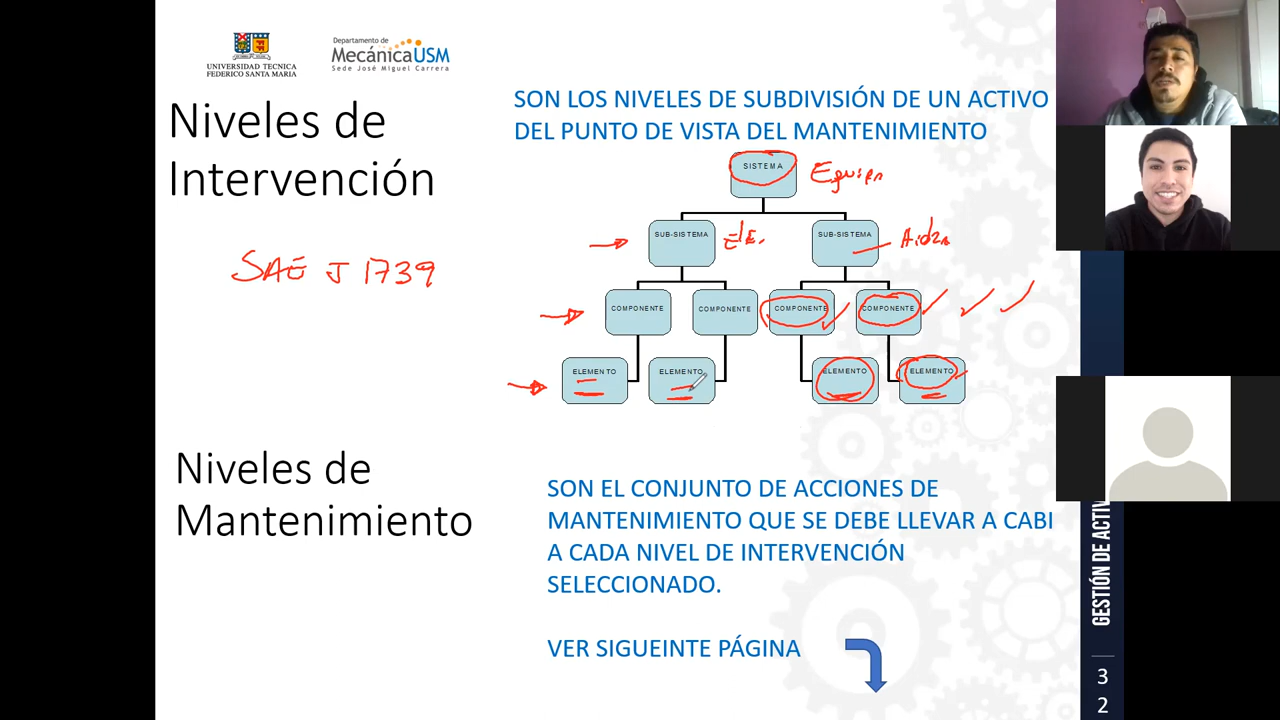 UNIVERSIDAD TECNICA
FEDERICO SANTA MARIA
Departamento de
MecánicaUSM
Sede José Miguel Carrera
Niveles de
Intervención
SAE J 1739
SON LOS NIVELES DE SUBDIVISIÓN DE UN ACTIVO
DEL PUNTO DE VISTA DEL MANTENIMIENTO
SISTEMA
SUB-SISTEMA
Ele.
SUB-SISTEMA
COMPONENTE
COMPONENTE
COMPONENTE
COMPONENTE
ELEMENTO
ELEMENTO
ELEMENTO
ELEMENTO
Niveles de
Mantenimiento
SON EL CONJUNTO DE ACCIONES DE
MANTENIMIENTO QUE SE DEBE LLEVAR A CABI
A CADA NIVEL DE INTERVENCIÓN
SELECCIONADO.
VER SIGUEINTE PÁGINA
GESTIÓN DE ACTIV
3
2